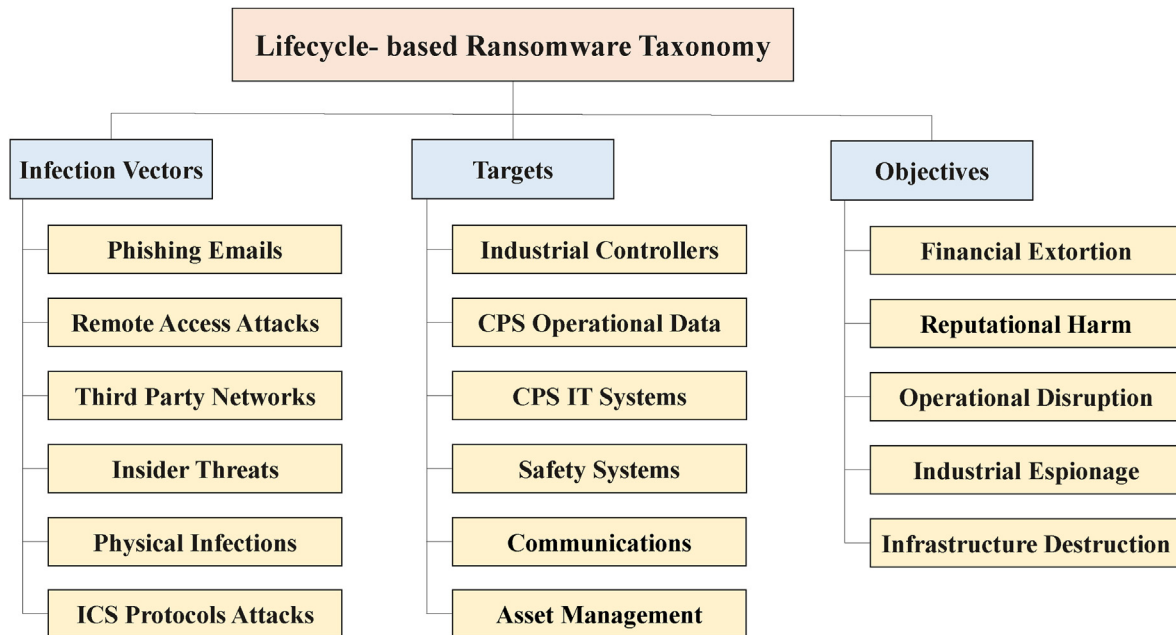 Lifecycle- based Ransomware Taxonomy
Infection Vectors
Phishing Emails
Remote Access Attacks
Third Party Networks
Insider Threats
Physical Infections
ICS Protocols Attacks
Targets
Industrial Controllers
CPS Operational Data
CPS IT Systems
Safety Systems
Communications
Asset Management
Objectives
Financial Extortion
Reputational Harm
Operational Disruption
Industrial Espionage
Infrastructure Destruction